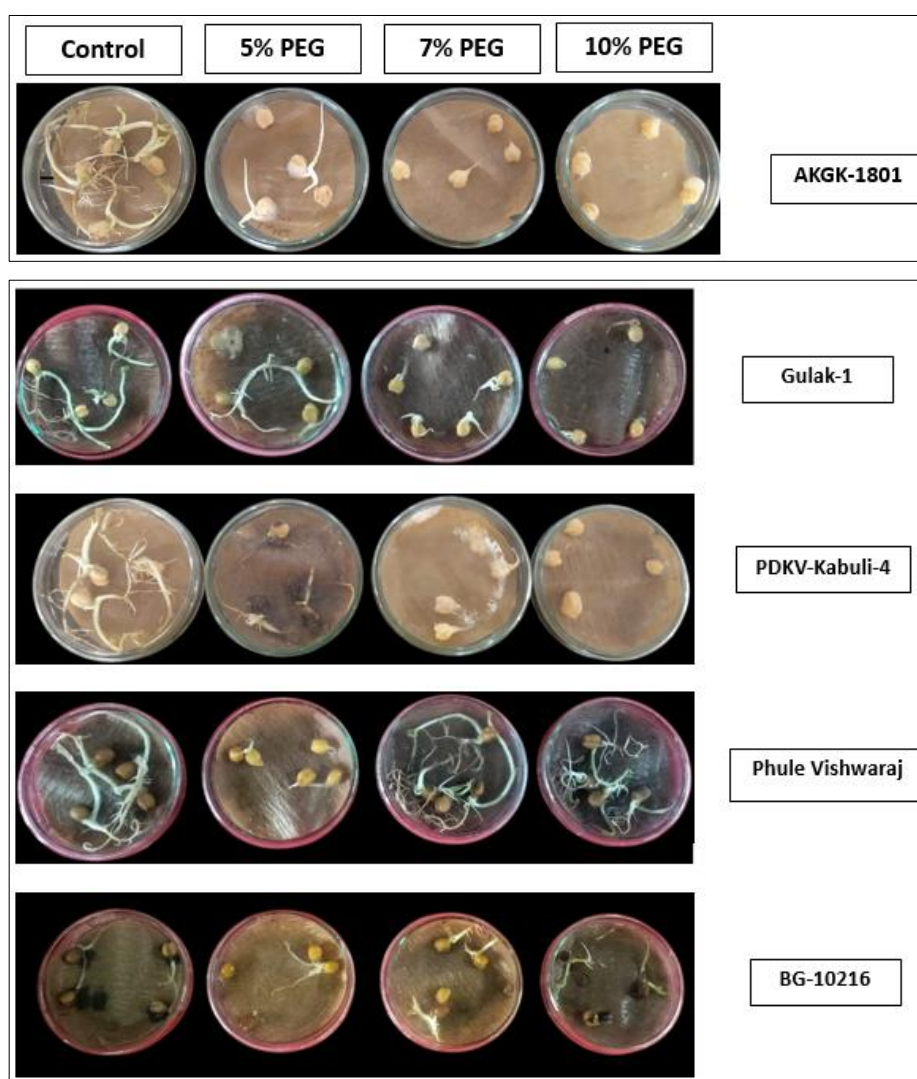 Control
5% PEG
7% PEG
10% PEG
AKGK-1801
Gulak-1
PDKV-Kabuli-4
Phule Vishwaraj
BG-10216